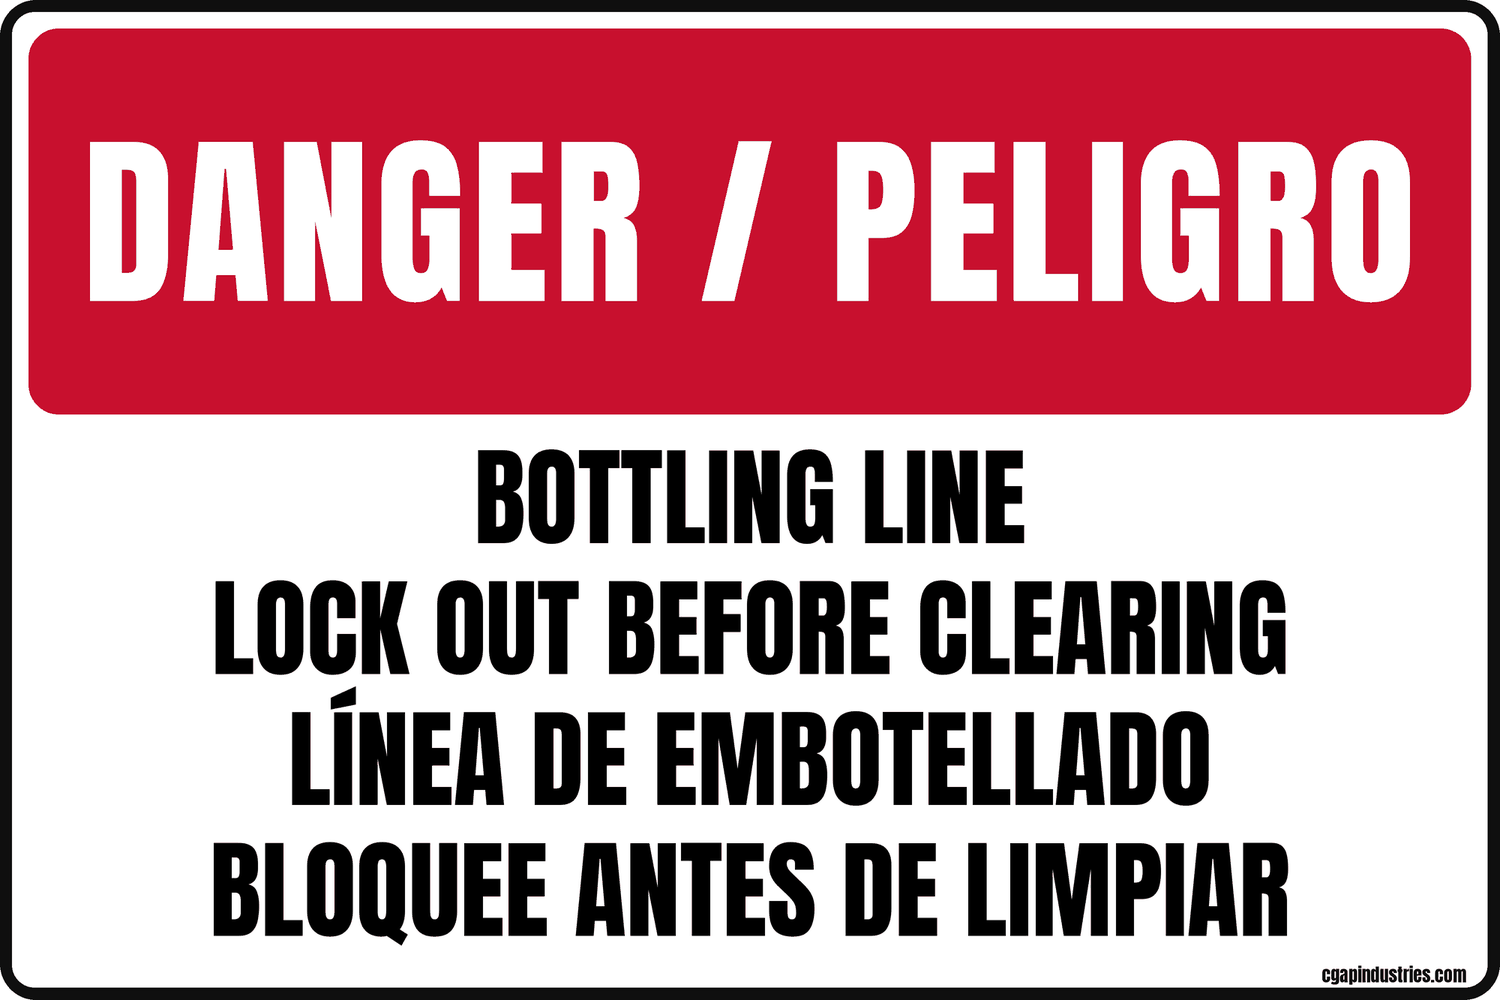 DANGER / PELIGRO
BOTTLING LINE
LOCK OUT BEFORE CLEARING
LÍNEA DE EMBOTELLADO
BLOQUEE ANTES DE LIMPIAR
cgapindustries.com